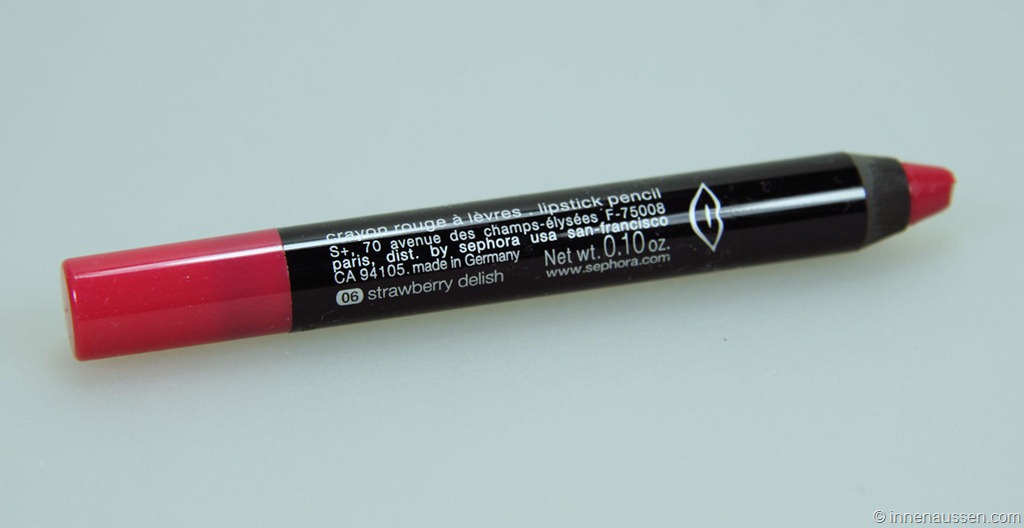 crayon rouge à lèvres . lipstick pencil
S+, 70 avenue des champs-élysées F-75008
paris, dist. by sephora usa san-francisco
CA 94105. made in Germany Net wt. 0.10 oz.
06 strawberry delish www.sephora.com
© innenaussen.com